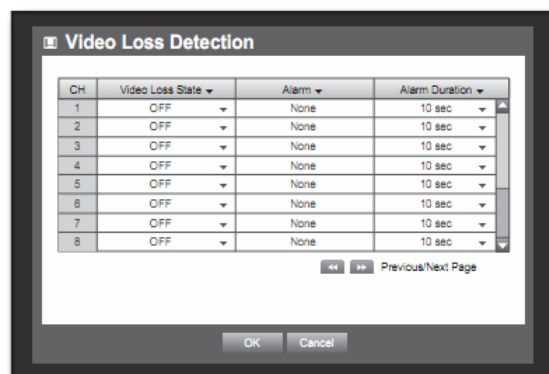 Video Loss Detection
CH Video Loss State Alarm Alarm Duration
1 OFF None 10 sec
2 OFF None 10 sec
3 OFF None 10 sec
4 OFF None 10 sec
5 OFF None 10 sec
6 OFF None 10 sec
7 OFF None 10 sec
8 OFF None 10 sec
Previous/Next Page
OK Cancel